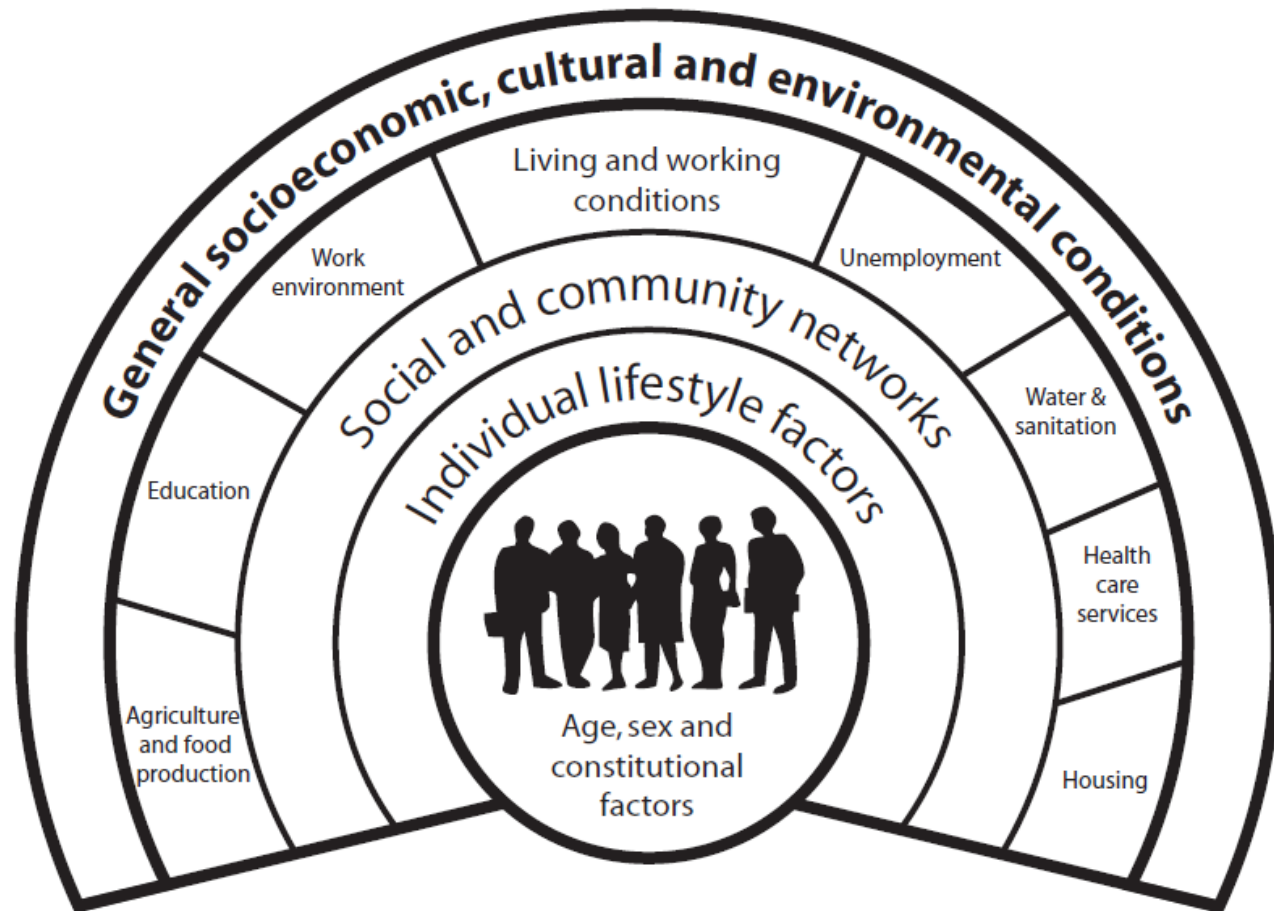 General socioeconomic, cultural and environmental conditions
Living and working
conditions
Work
environment
Unemployment
Education
Water &
sanitation
Agriculture
and food
production
Health
care
services
Housing
Social and community networks
Individual lifestyle factors
Age, sex and
constitutional
factors